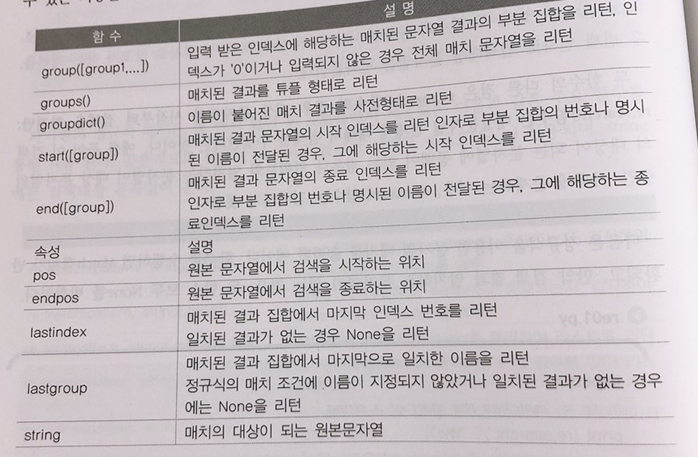 함 수
설 명
group([group1,...])
입력 받은 인덱스에 해당하는 매치된 문자열 결과의 부분 집합을 리턴, 인
덱스가 '0'이거나 입력되지 않은 경우 전체 매치 문자열을 리턴
groups()
매치된 결과를 튜플 형태로 리턴
groupdict()
이름이 붙어진 매치 결과를 사전형태로 리턴
start([group])
매치된 결과 문자열의 시작 인덱스를 리턴 인자로 부분 집합의 번호나 명시
된 이름이 전달된 경우, 그에 해당하는 시작 인덱스를 리턴
end([group])
매치된 결과 문자열의 종료 인덱스를 리턴
인자로 부분 집합의 번호나 명시된 이름이 전달된 경우, 그에 해당하는 종
료인덱스를 리턴
속성
설명
pos
원본 문자열에서 검색을 시작하는 위치
endpos
원본 문자열에서 검색을 종료하는 위치
lastindex
매치된 결과 집합에서 마지막 인덱스 번호를 리턴
일치된 결과가 없는 경우 None을 리턴
lastgroup
매치된 결과 집합에서 마지막으로 일치한 이름을 리턴
정규식의 매치 조건에 이름이 지정되지 않았거나 일치된 결과가 없는 경우
에는 None을 리턴
string
매치의 대상이 되는 원본문자열